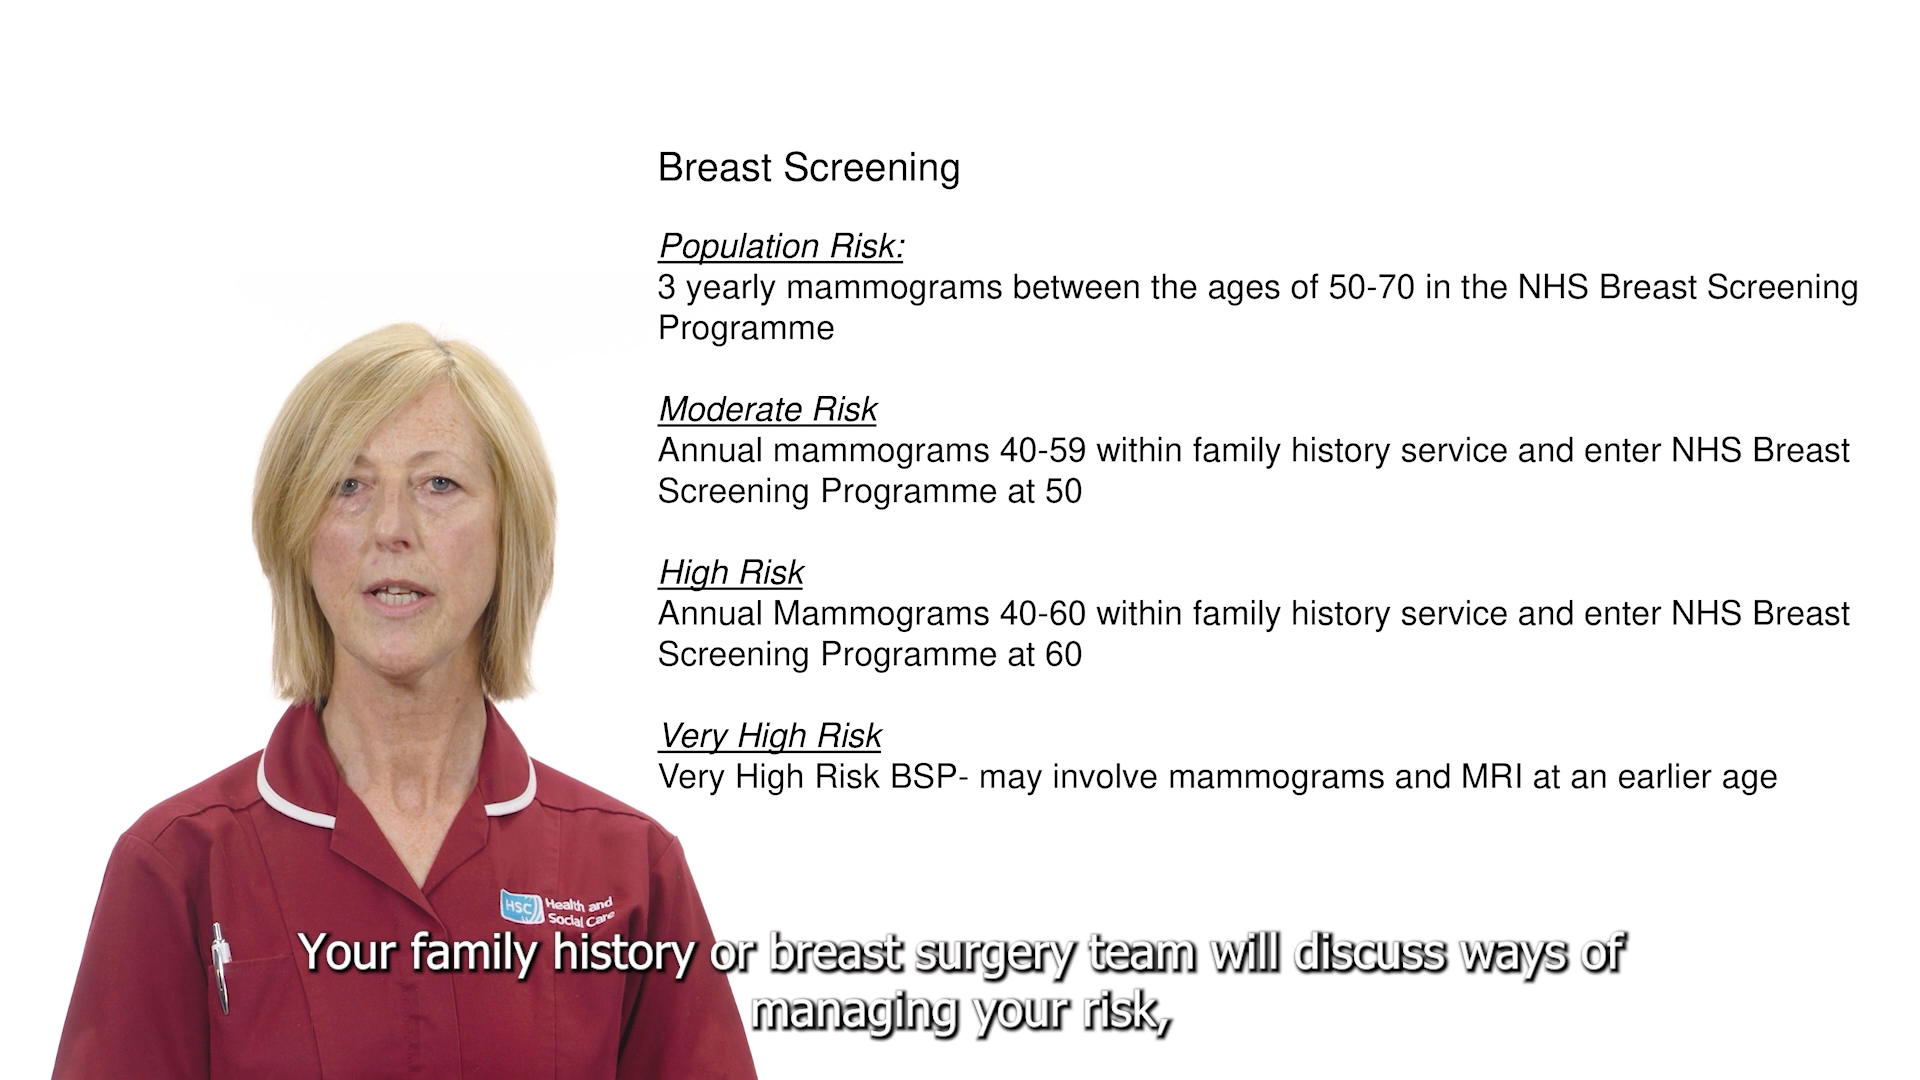 Breast Screening
Population Risk:
3 yearly mammograms between the ages of 50-70 in the NHS Breast Screening
Programme
Moderate Risk
Annual mammograms 40-59 within family history service and enter NHS Breast
Screening Programme at 50
High Risk
Annual Mammograms 40-60 within family history service and enter NHS Breast
Screening Programme at 60
Very High Risk
Very High Risk BSP- may involve mammograms and MRI at an earlier age
HSC Health and
Social Care
Your family history or breast surgery team will discuss ways of
managing your risk,